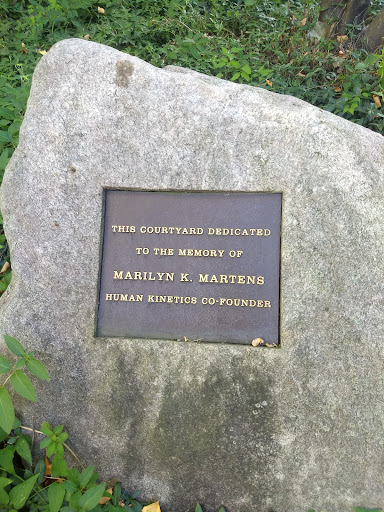 THIS COURTYARD DEDICATED
TO THE MEMORY OF
MARILYN K. MARTENS
HUMAN KINETICS CO-FOUNDER